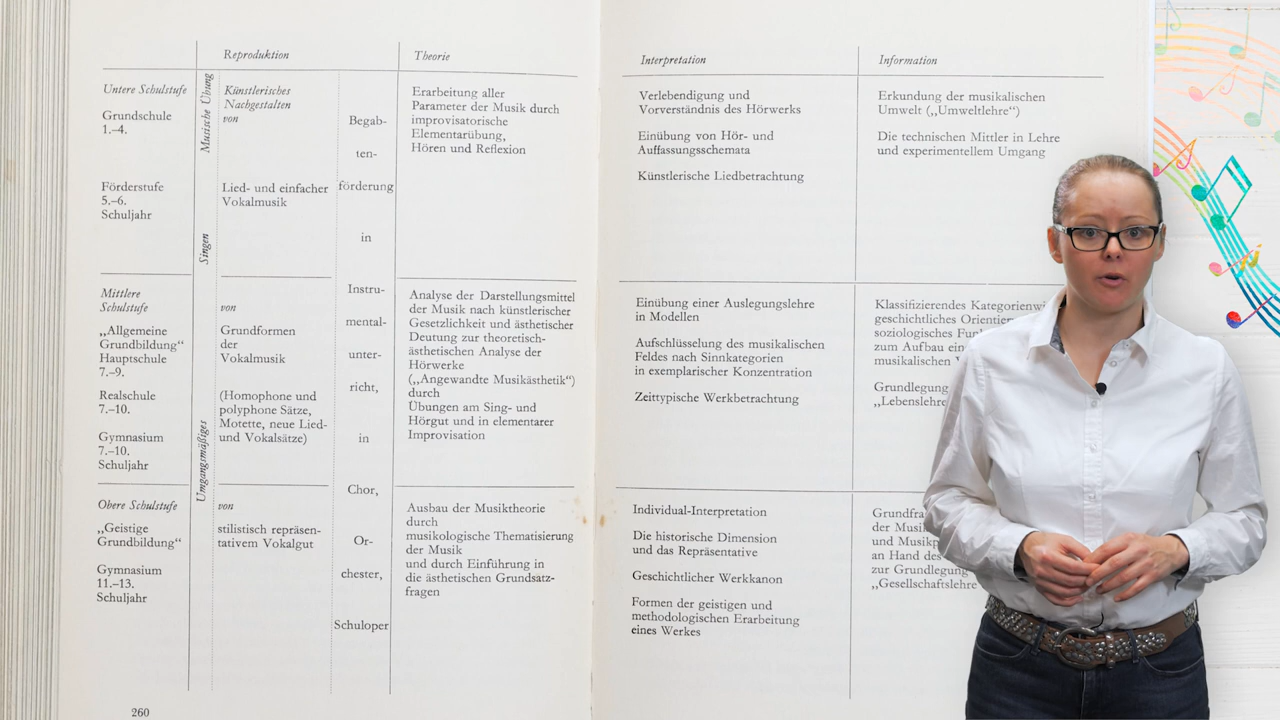 Reproduktion
Theorie
Interpretation
Information
Untere Schulstufe
Grundschule
1.–4.
Förderstufe
5.–6.
Schuljahr
Musische Übung
Singen
Umgangsmäßiges
Künstlerisches
Nachgestalten
von
Lied- und einfacher
Vokalmusik
Begab-
ten-
förderung
in
Instru-
mental-
unter-
richt,
in
Chor,
Or-
chester,
Schuloper
Erarbeitung aller
Parameter der Musik durch
improvisatorische
Elementarübung,
Hören und Reflexion
Verlebendigung und
Vorverständnis des Hörwerks
Einübung von Hör- und
Auffassungsschemata
Künstlerische Liedbetrachtung
Erkundung der musikalischen
Umwelt („Umweltlehre“)
Die technischen Mittler in Lehre
und experimentellem Umgang
Mittlere
Schulstufe
„Allgemeine
Grundbildung“
Hauptschule
7.–9.
Realschule
7.–10.
Gymnasium
7.–10.
Schuljahr
von
Grundformen
der
Vokalmusik
(Homophone und
polyphone Sätze,
Motette, neue Lied-
und Vokalsätze)
Analyse der Darstellungsmittel
der Musik nach künstlerischer
Gesetzlichkeit und ästhetischer
Deutung zur theoretisch-
ästhetischen Analyse der
Hörwerke
(„Angewandte Musikästhetik“)
durch
Übungen am Sing- und
Hörgut und in elementarer
Improvisation
Einübung einer Auslegungslehre
in Modellen
Aufschlüsselung des musikalischen
Feldes nach Sinnkategorien
in exemplarischer Konzentration
Zeittypische Werkbetrachtung
Klassifizierendes
geschichtliches
soziologisches
zum Aufbau
musikalischen
Grundlegung
„Lebenslehre
Obere Schulstufe
„Geistige
Grundbildung“
Gymnasium
11.–13.
Schuljahr
von
stilistisch repräsen-
tativem Vokalgut
Ausbau der Musiktheorie
durch
musikologische Thematisierung
der Musik
und durch Einführung in
die ästhetischen Grundsatz-
fragen
Individual-Interpretation
Die historische Dimension
und das Repräsentative
Geschichtlicher Werkkanon
Formen der geistigen und
methodologischen Erarbeitung
eines Werkes
der
und
an Hand des
zur Grundlegung
„Gesellschaftslehre
260